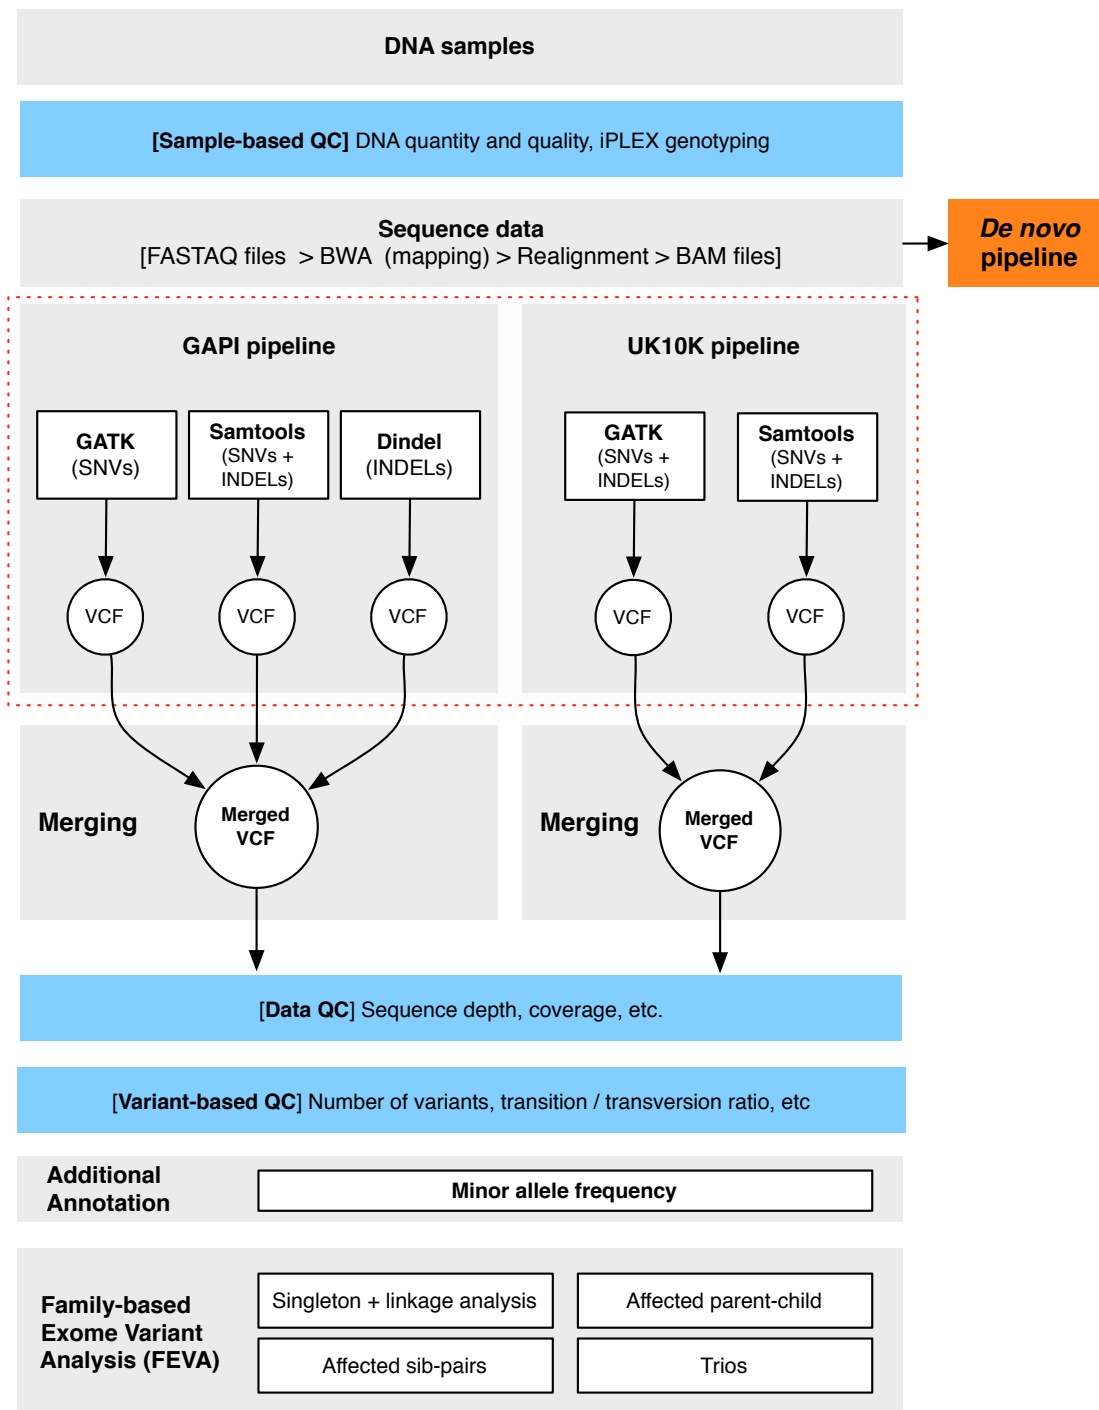 DNA samples
[Sample-based QC] DNA quantity and quality, iPLEX genotyping
Sequence data
[FASTAQ files > BWA (mapping) > Realignment > BAM files]
De novo
pipeline
GAPI pipeline
UK10K pipeline
GATK
(SNVs)
Samtools
(SNVs +
INDELs)
Dindel
(INDELs)
GATK
(SNVs +
INDELs)
Samtools
(SNVs +
INDELs)
VCF
VCF
VCF
VCF
VCF
Merging
Merged
VCF
Merging
Merged
VCF
[Data QC] Sequence depth, coverage, etc.
[Variant-based QC] Number of variants, transition / transversion ratio, etc
Additional
Annotation
Minor allele frequency
Family-based
Exome Variant
Analysis (FEVA)
Singleton + linkage analysis
Affected parent-child
Affected sib-pairs
Trios